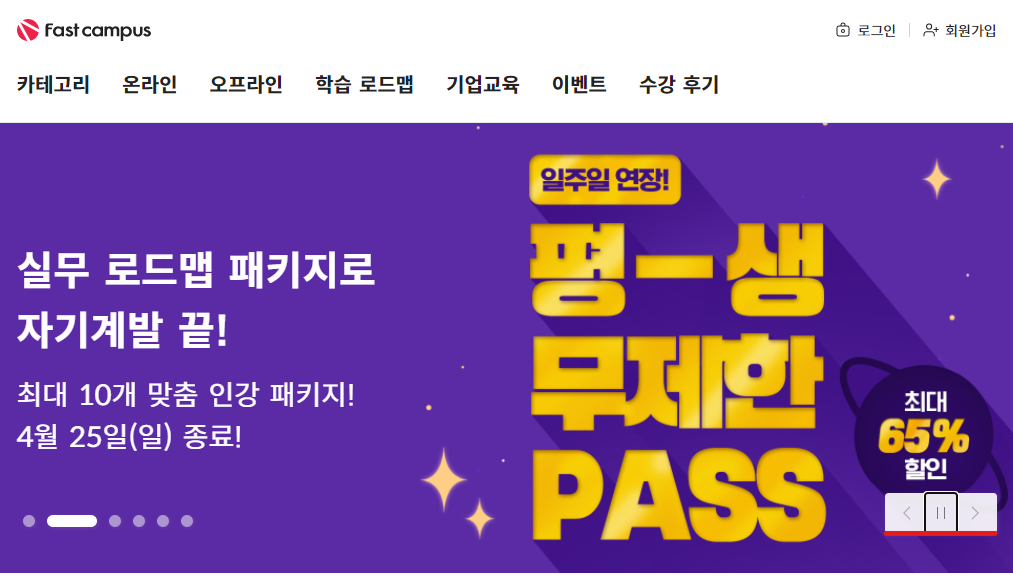 Fast campus
로그인
회원가입
카테고리 온라인 오프라인 학습 로드맵 기업교육 이벤트 수강 후기
일주일 연장!
평ㅡ생
무제한
PASS
실무 로드맵 패키지로
자기계발 끝!
최대 10개 맞춤 인강 패키지!
4월 25일(일) 종료!
최대
65%
할인